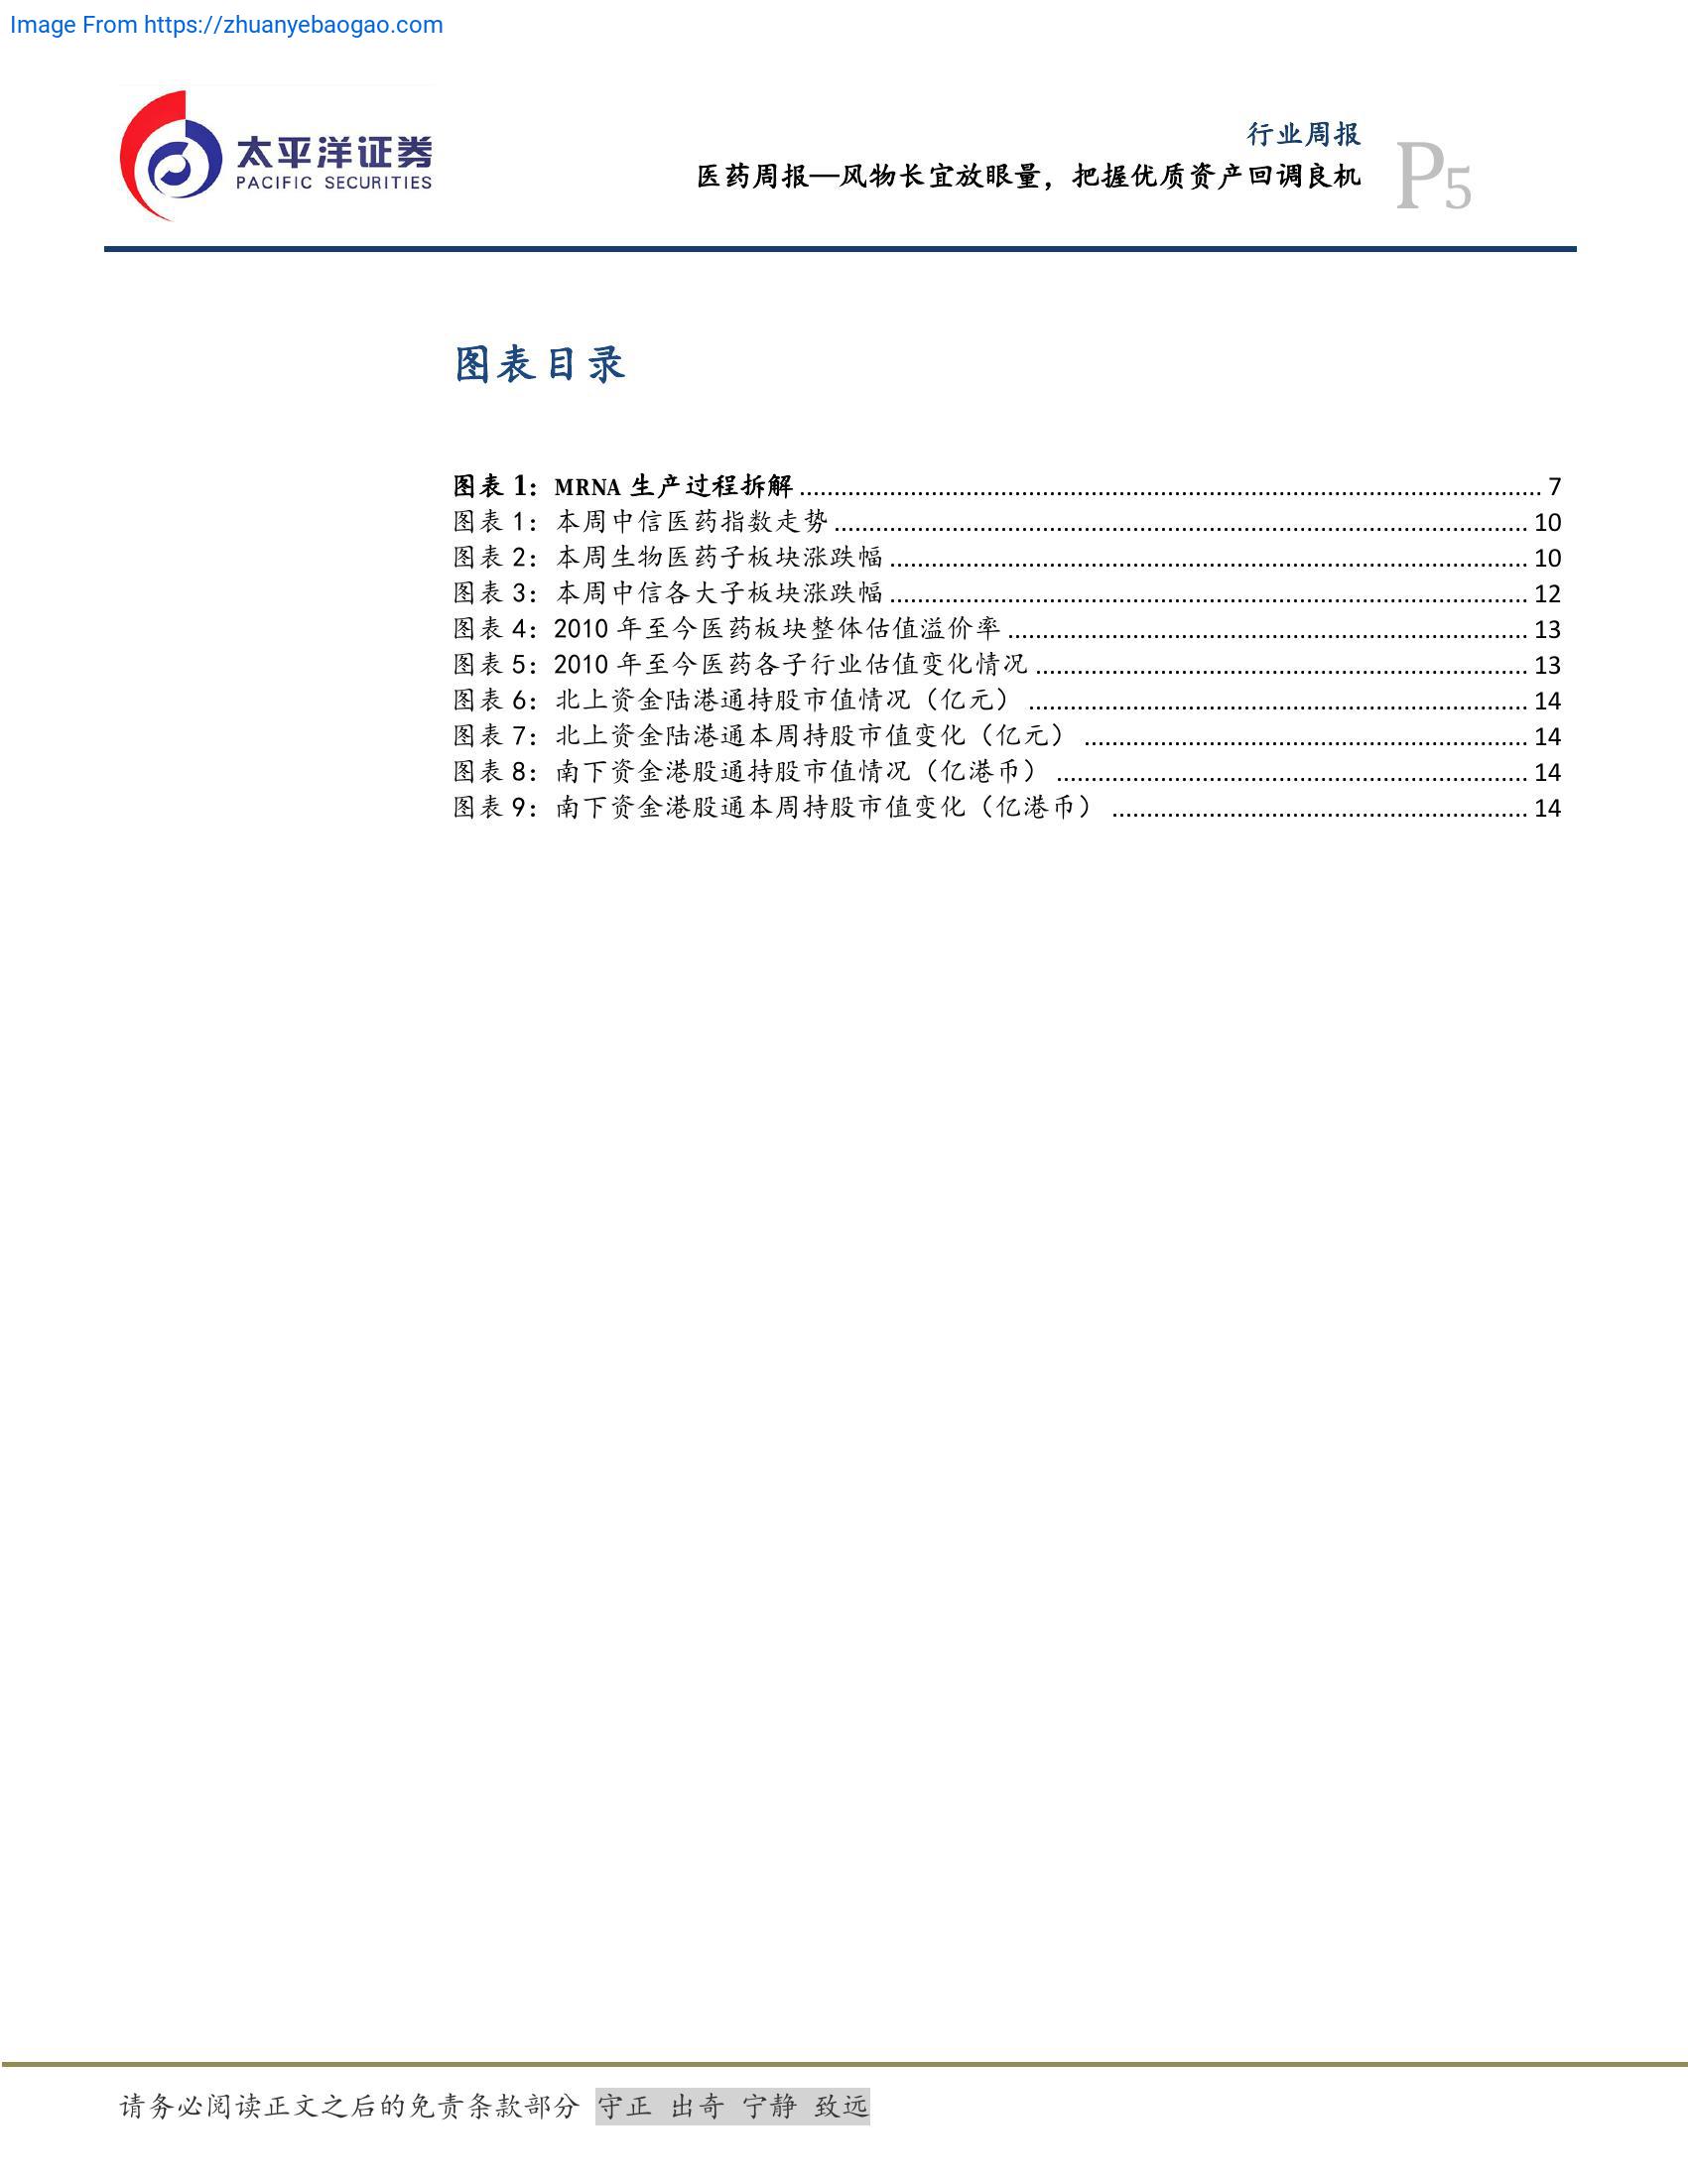 Image From https://zhuanyebaogao.com
太平洋证券
PACIFIC SECURITIES
行业周报
医药周报—风物长宜放眼量，把握优质资产回调良机
P5
图表目录
图表 1：MRNA 生产过程拆解 7
图表 1：本周中信医药指数走势 10
图表 2：本周生物医药子板块涨跌幅 10
图表 3：本周中信各大子板块涨跌幅 12
图表 4：2010 年至今医药板块整体估值溢价率 13
图表 5：2010 年至今医药各子行业估值变化情况 13
图表 6：北上资金陆港通持股市值情况（亿元） 14
图表 7：北上资金陆港通本周持股市值变化（亿元） 14
图表 8：南下资金港股通持股市值情况（亿港币） 14
图表 9：南下资金港股通本周持股市值变化（亿港币） 14
请务必阅读正文之后的免责条款部分 守正 出奇 宁静 致远